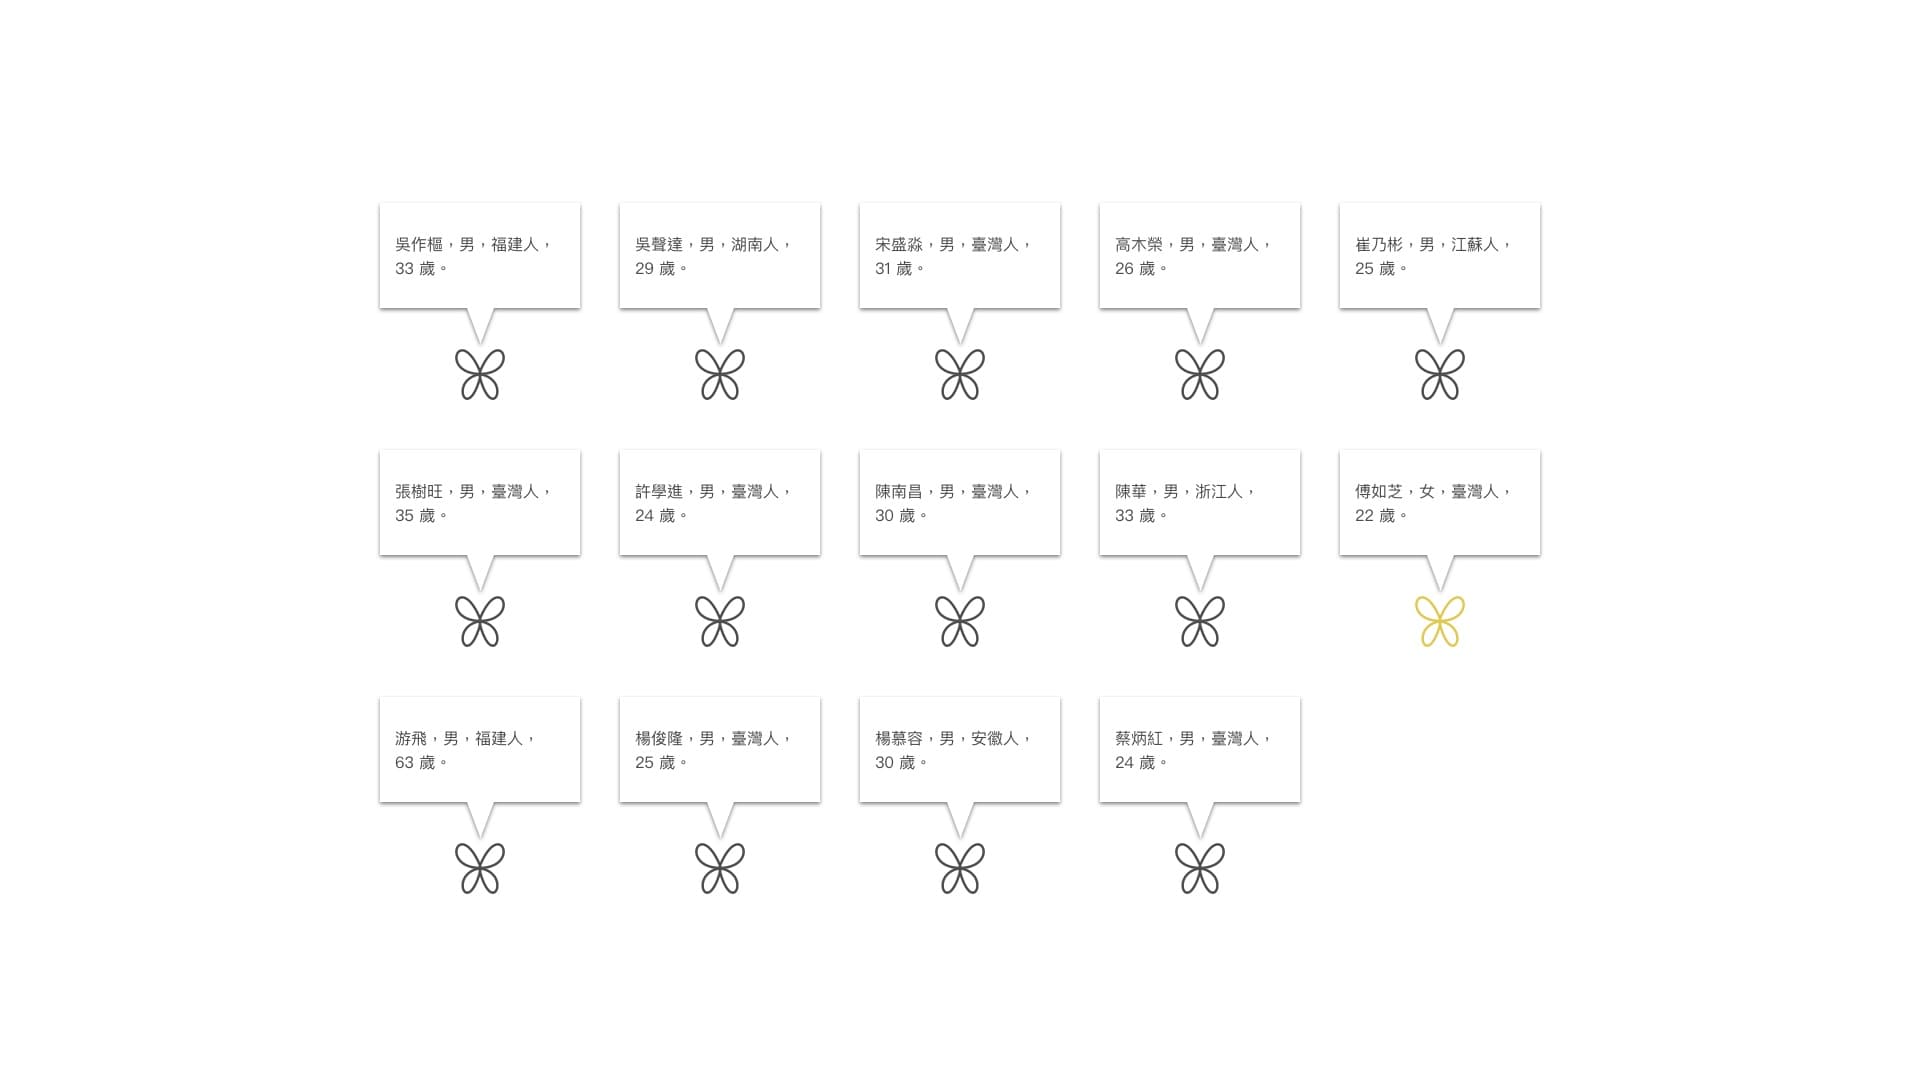 吳作樞，男，福建人，
33 歲。
吳聲達，男，湖南人，
29 歲。
宋盛淼，男，臺灣人，
31 歲。
高木榮，男，臺灣人，
26 歲。
崔乃彬，男，江蘇人，
25 歲。
張樹旺，男，臺灣人，
35 歲。
許學進，男，臺灣人，
24 歲。
陳南昌，男，臺灣人，
30 歲。
陳華，男，浙江人，
33 歲。
傅如芝，女，臺灣人，
22 歲。
游飛，男，福建人，
63 歲。
楊俊隆，男，臺灣人，
25 歲。
楊慕容，男，安徽人，
30 歲。
蔡炳紅，男，臺灣人，
24 歲。